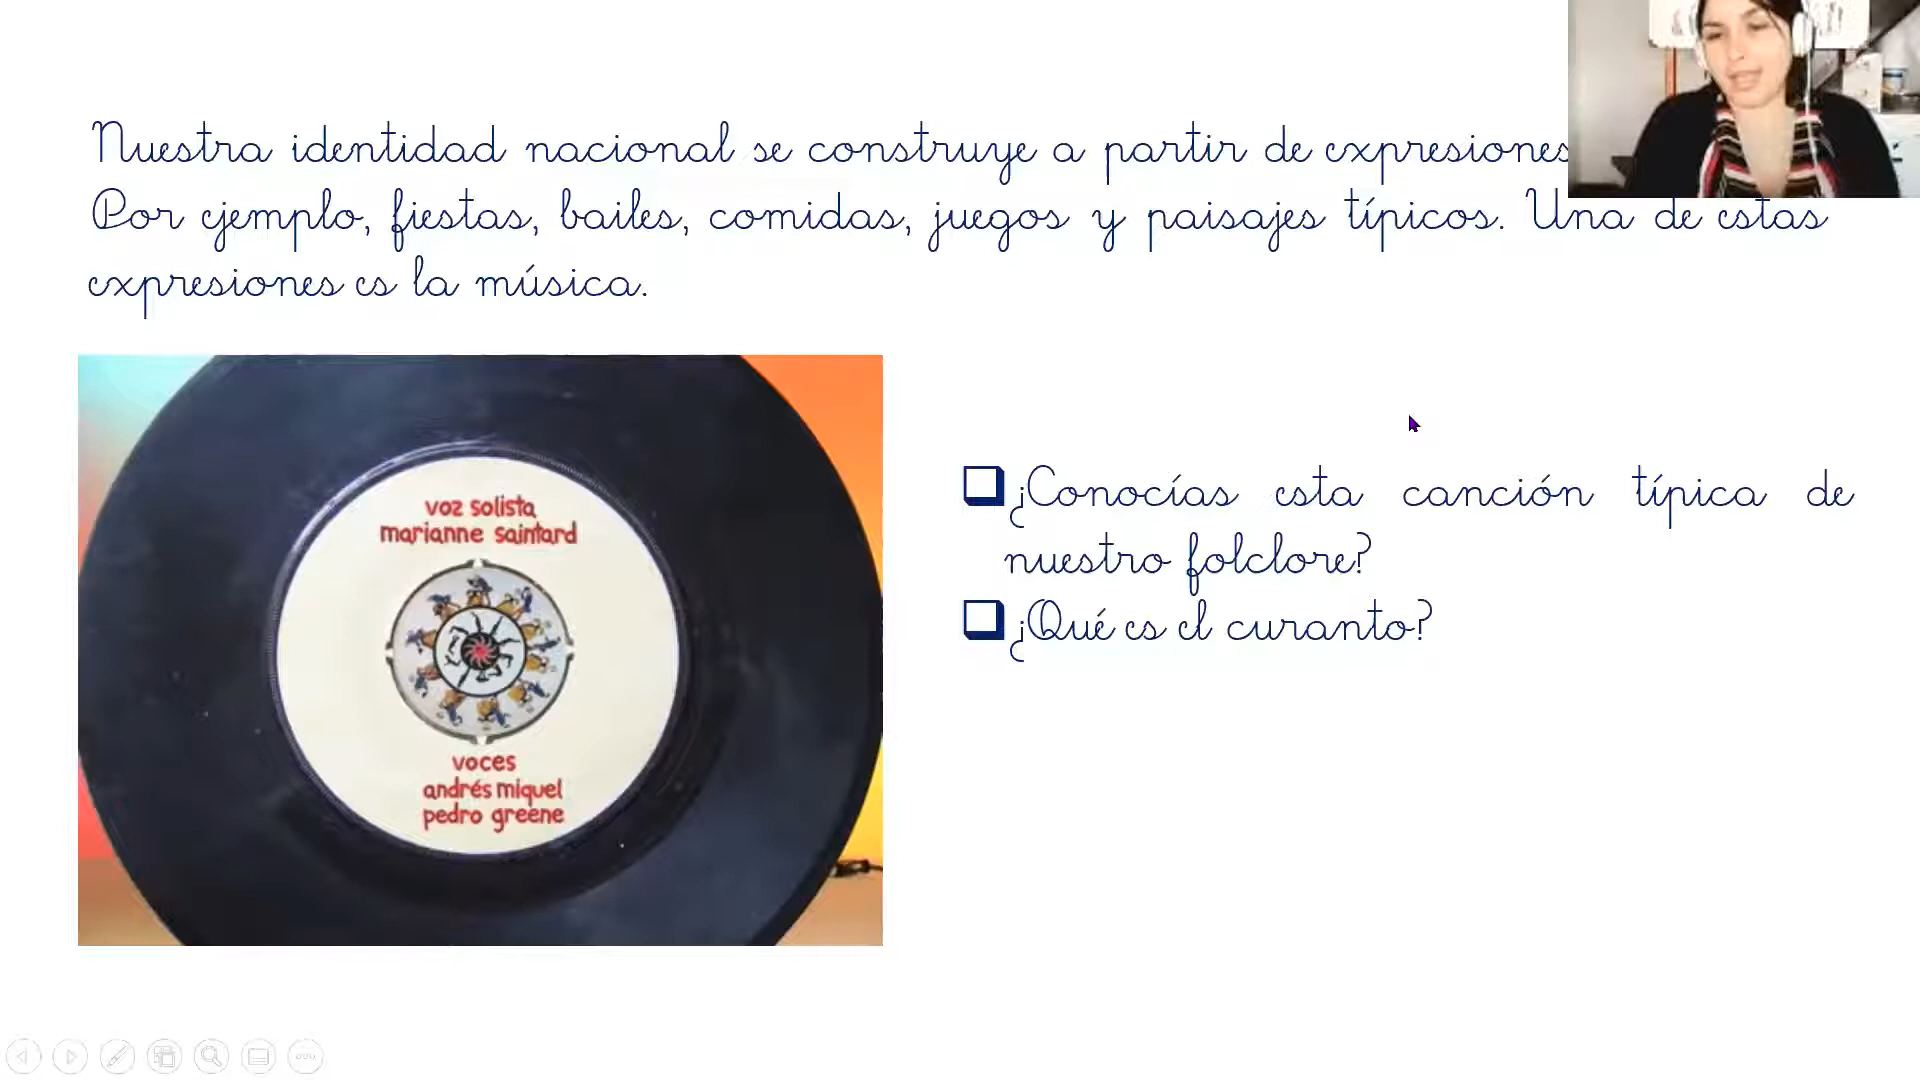 Nuestra identidad nacional se construye a partir de expresiones
Por ejemplo, fiestas, bailes, comidas, juegos y paisajes típicos. Una de estas
expresiones es la música.
voz solista
marianne saintard
voces
andrés miquel
pedro greene
¿Conocías esta canción típica de
nuestro folclore?
¿Qué es el curanto?